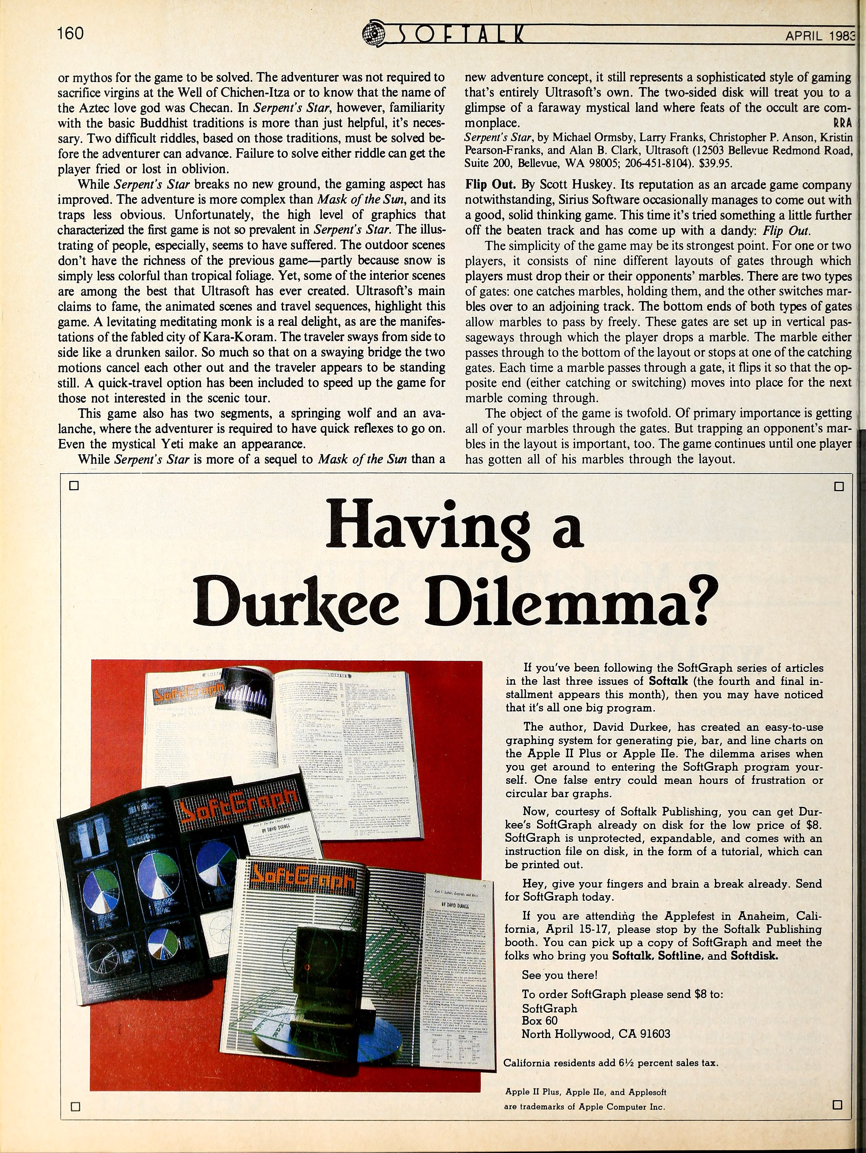 160
SOFTALK
APRIL 1983
or mythos for the game to be solved. The adventurer was not required to
sacrifice virgins at the Well of Chichen-Itza or to know that the name of
the Aztec love god was Checan. In Serpent's Star, however, familiarity
with the basic Buddhist traditions is more than just helpful, it's neces-
sary. Two difficult riddles, based on those traditions, must be solved be-
fore the adventurer can advance. Failure to solve either riddle can get the
player fried or lost in oblivion.
While Serpent's Star breaks no new ground, the gaming aspect has
improved. The adventure is more complex than Mask of the Sun, and its
traps less obvious. Unfortunately, the high level of graphics that
characterized the first game is not so prevalent in Serpent's Star. The illus-
trating of people, especially, seems to have suffered. The outdoor scenes
don't have the richness of the previous game—partly because snow is
simply less colorful than tropical foliage. Yet, some of the interior scenes
are among the best that Ultrasoft has ever created. Ultrasoft's main
claims to fame, the animated scenes and travel sequences, highlight this
game. A levitating meditating monk is a real delight, as are the manifes-
tations of the fabled city of Kara-Koram. The traveler sways from side to
side like a drunken sailor. So much so that on a swaying bridge the two
motions cancel each other out and the traveler appears to be standing
still. A quick-travel option has been included to speed up the game for
those not interested in the scenic tour.
This game also has two segments, a springing wolf and an ava-
lanche, where the adventurer is required to have quick reflexes to go on.
Even the mystical Yeti make an appearance.
While Serpent's Star is more of a sequel to Mask of the Sun than a
new adventure concept, it still represents a sophisticated style of gaming
that's entirely Ultrasoft's own. The two-sided disk will treat you to a
glimpse of a faraway mystical land where feats of the occult are com-
monplace. RRA
Serpent's Star, by Michael Ormsby, Larry Franks, Christopher P. Anson, Kristin
Pearson-Franks, and Alan B. Clark, Ultrasoft (12503 Bellevue Redmond Road,
Suite 200, Bellevue, WA 98005; 206-451-8104). $39.95.
Flip Out. By Scott Huskey. Its reputation as an arcade game company
notwithstanding, Sirius Software occasionally manages to come out with
a good, solid thinking game. This time it's tried something a little further
off the beaten track and has come up with a dandy: Flip Out.
The simplicity of the game may be its strongest point. For one or two
players, it consists of nine different layouts of gates through which
players must drop their or their opponents' marbles. There are two types
of gates: one catches marbles, holding them, and the other switches mar-
bles over to an adjoining track. The bottom ends of both types of gates
allow marbles to pass by freely. These gates are set up in vertical pas-
sageways through which the player drops a marble. The marble either
passes through to the bottom of the layout or stops at one of the catching
gates. Each time a marble passes through a gate, it flips it so that the op-
posite end (either catching or switching) moves into place for the next
marble coming through.
The object of the game is twofold. Of primary importance is getting
all of your marbles through the gates. But trapping an opponent's mar-
bles in the layout is important, too. The game continues until one player
has gotten all of his marbles through the layout.
Having a
Durkee Dilemma?
SoftGraph
SoftGraph
BY DAVID DURKEE
SoftGraph
BY DAVID DURKEE
If you've been following the SoftGraph series of articles
in the last three issues of Softalk (the fourth and final in-
stallment appears this month), then you may have noticed
that it's all one big program.
The author, David Durkee, has created an easy-to-use
graphing system for generating pie, bar, and line charts on
the Apple II Plus or Apple IIe. The dilemma arises when
you get around to entering the SoftGraph program your-
self. One false entry could mean hours of frustration or
circular bar graphs.
Now, courtesy of Softalk Publishing, you can get Dur-
kee's SoftGraph already on disk for the low price of $8.
SoftGraph is unprotected, expandable, and comes with an
instruction file on disk, in the form of a tutorial, which can
be printed out.
Hey, give your fingers and brain a break already. Send
for SoftGraph today.
If you are attending the Applefest in Anaheim, Cali-
fornia, April 15-17, please stop by the Softalk Publishing
booth. You can pick up a copy of SoftGraph and meet the
folks who bring you Softalk, Softline, and Softdisk.
See you there!
To order SoftGraph please send $8 to:
SoftGraph
Box 60
North Hollywood, CA 91603
California residents add 6½ percent sales tax.
Apple II Plus, Apple IIe, and Applesoft
are trademarks of Apple Computer Inc.